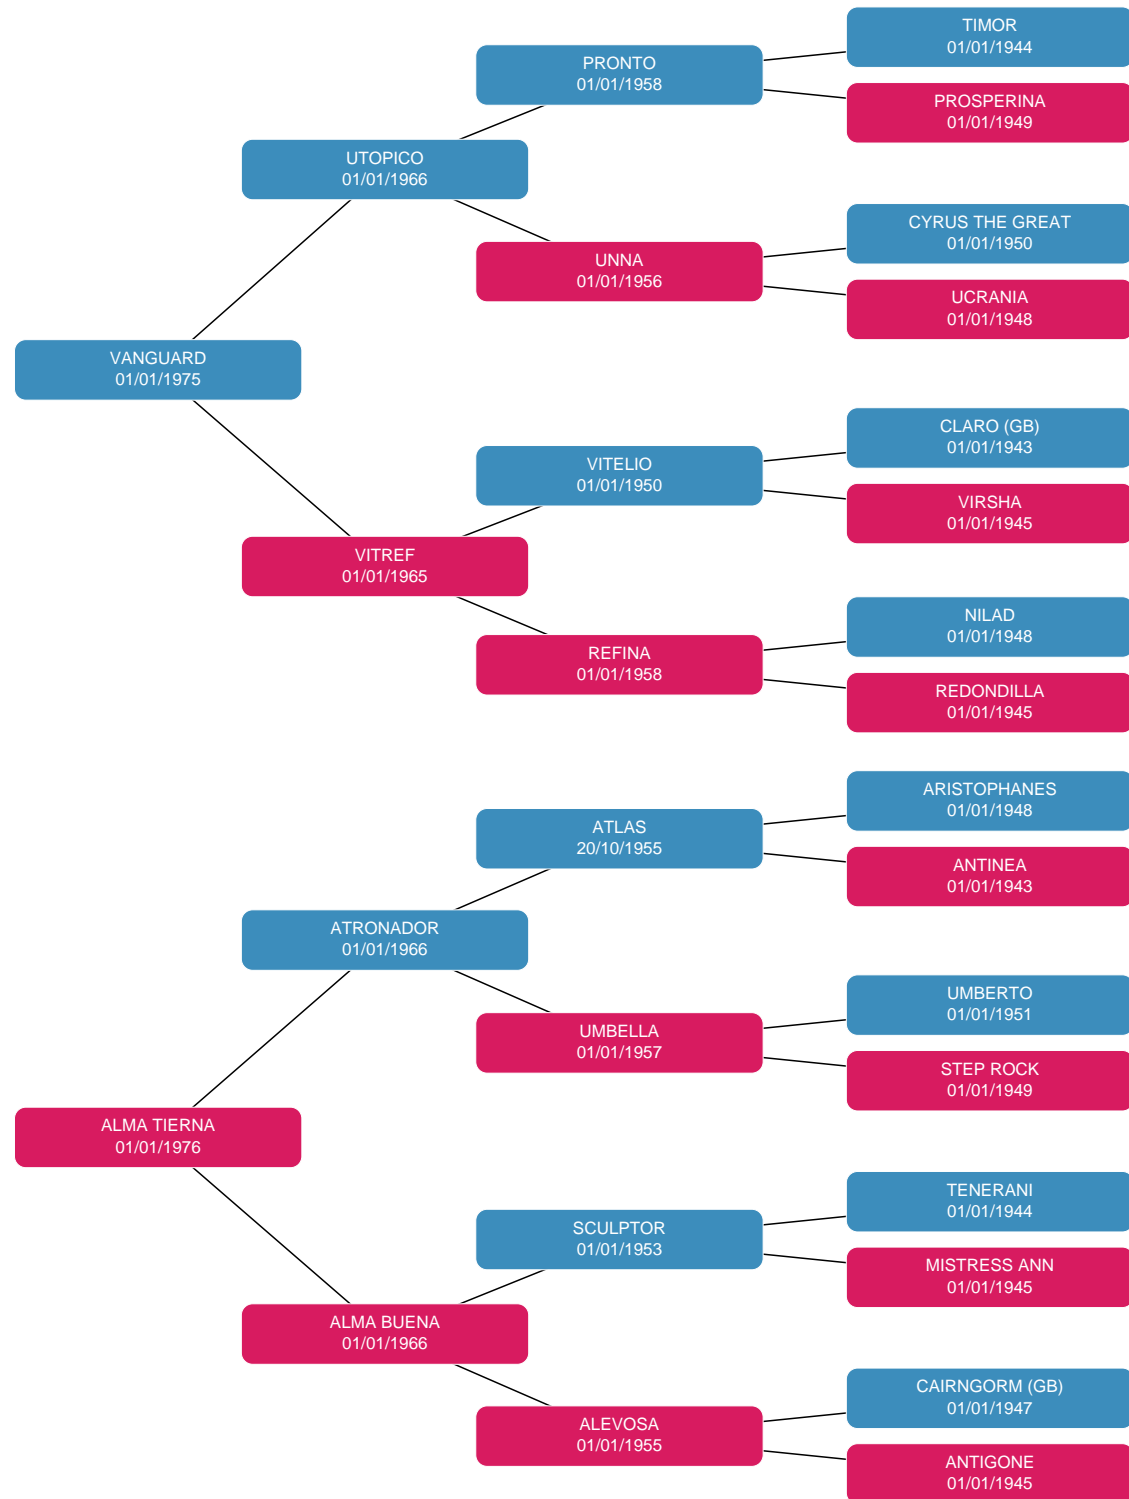 TIMOR
01/01/1944
PRONTO
01/01/1958
PROSPERINA
01/01/1949
UTOPICO
01/01/1966
CYRUS THE GREAT
01/01/1950
UNNA
01/01/1956
UCRANIA
01/01/1948
VANGUARD
01/01/1975
CLARO (GB)
01/01/1943
VITELIO
01/01/1950
VIRSHA
01/01/1945
VITREF
01/01/1965
NILAD
01/01/1948
REFINA
01/01/1958
REDONDILLA
01/01/1945
ARISTOPHANES
01/01/1948
ATLAS
20/10/1955
ANTINEA
01/01/1943
ATRONADOR
01/01/1966
UMBERTO
01/01/1951
UMBELLA
01/01/1957
STEP ROCK
01/01/1949
ALMA TIERNA
01/01/1976
TENERANI
01/01/1944
SCULPTOR
01/01/1953
MISTRESS ANN
01/01/1945
ALMA BUENA
01/01/1966
CAIRNGORM (GB)
01/01/1947
ALEVOSA
01/01/1955
ANTIGONE
01/01/1945